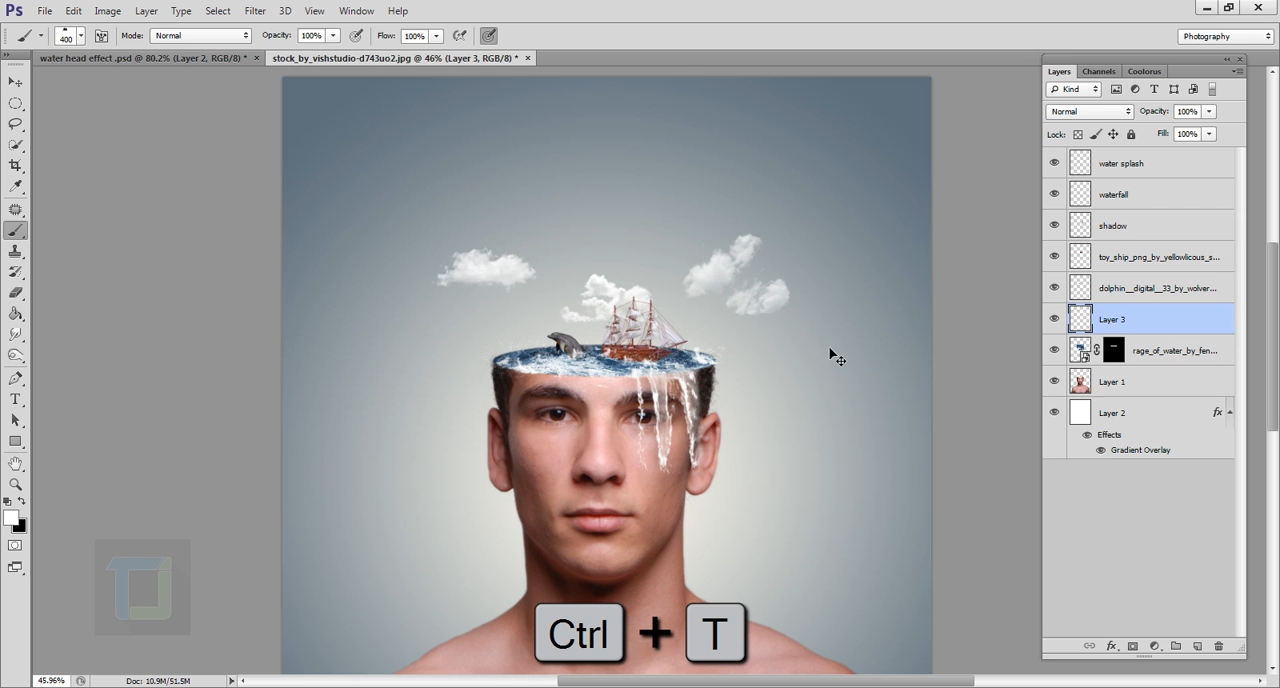 Ps File Edit Image Layer Type Select Filter 3D View Window Help
400 Mode: Normal Opacity: 100% Flow: 100% Photography
water head effect .psd @ 80.2% (Layer 2, RGB/8) * × stock_by_vishstudio-d743uo2.jpg @ 46% (Layer 3, RGB/8) * ×
Layers Channels Coolorus
Kind
Normal Opacity: 100%
Lock: Fill: 100%
water splash
waterfall
shadow
toy_ship_png_by_yellowlicous_s...
dolphin__digital__33_by_wolver...
Layer 3
rage_of_water_by_fen...
Layer 1
Layer 2 fx
Effects
Gradient Overlay
Ctrl + T
fx
45.96% Doc: 10.9M/51.5M